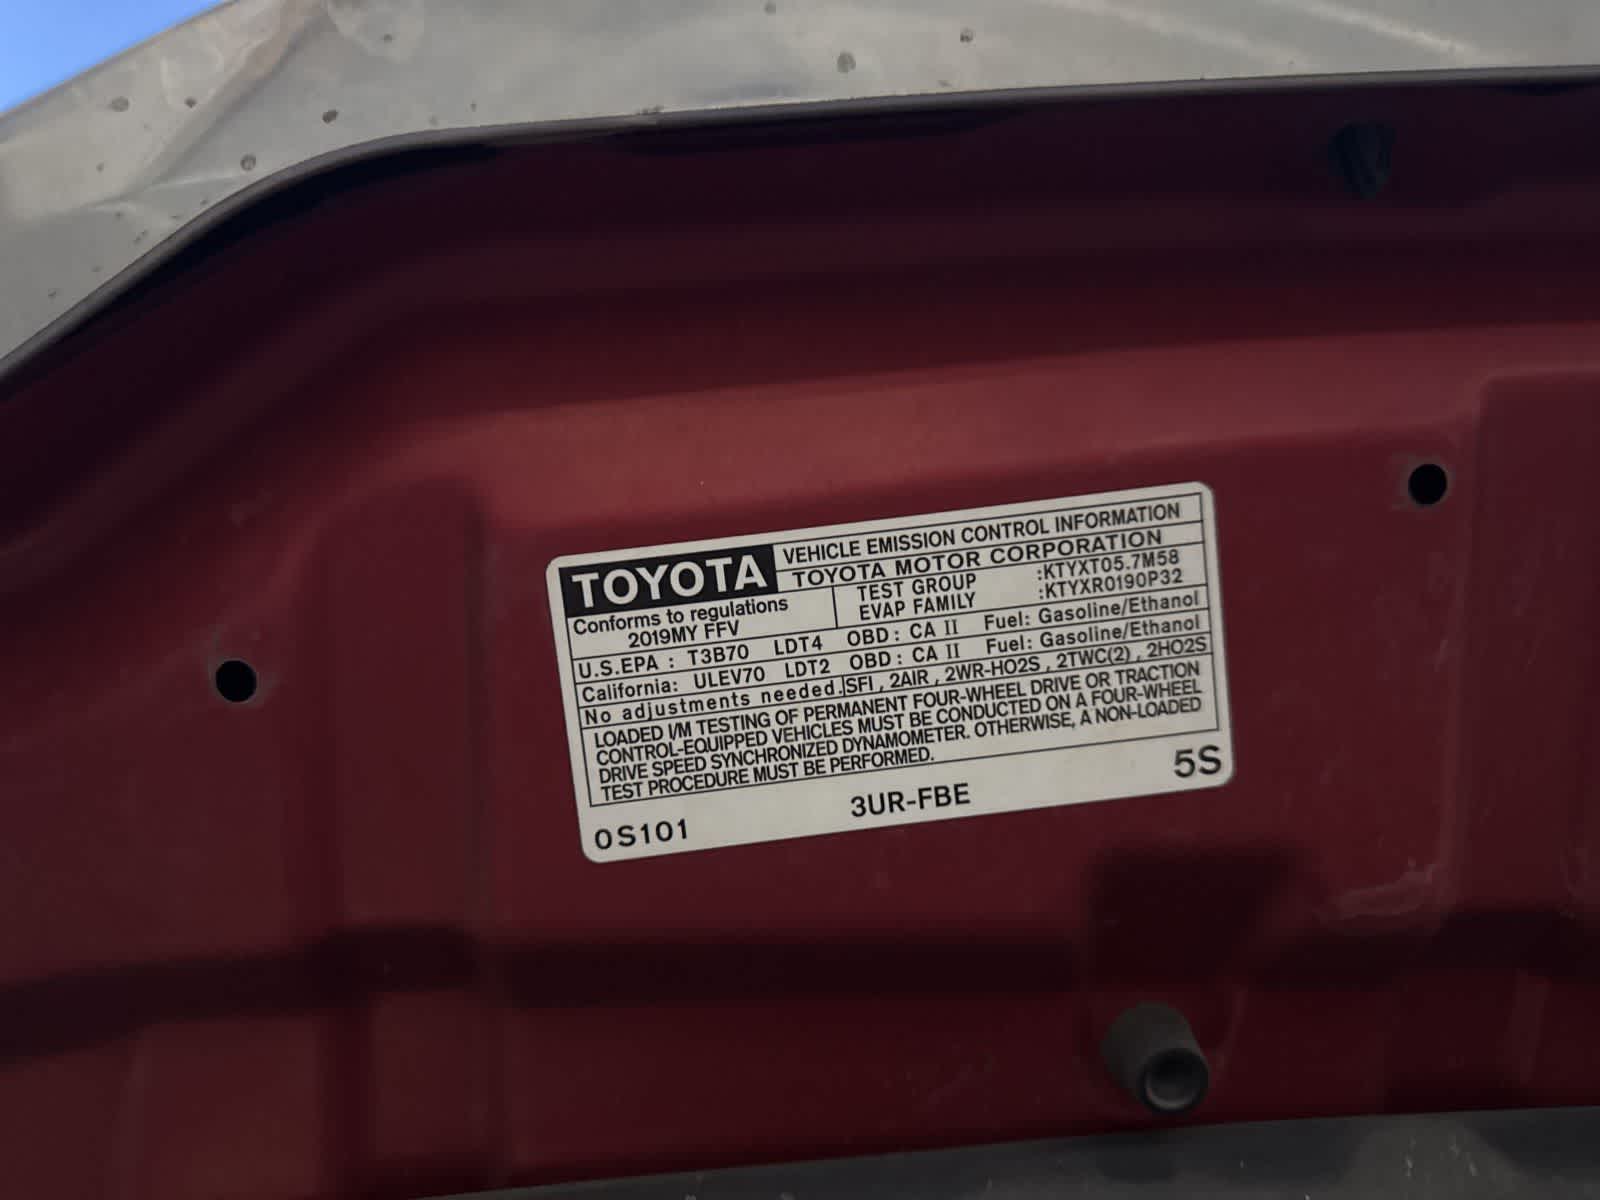 TOYOTA VEHICLE EMISSION CONTROL INFORMATION
TOYOTA MOTOR CORPORATION
Conforms to regulations
2019MY FFV
TEST GROUP :KTYXT05.7M58
EVAP FAMILY :KTYXR0190P32
U.S.EPA : T3B70 LDT4 OBD: CA II Fuel: Gasoline/Ethanol
California: ULEV70 LDT2 OBD: CA II Fuel: Gasoline/Ethanol
No adjustments needed. SFI , 2AIR , 2WR-HO2S , 2TWC(2) , 2HO2S
LOADED I/M TESTING OF PERMANENT FOUR-WHEEL DRIVE OR TRACTION
CONTROL-EQUIPPED VEHICLES MUST BE CONDUCTED ON A FOUR-WHEEL
DRIVE SPEED SYNCHRONIZED DYNAMOMETER. OTHERWISE, A NON-LOADED
TEST PROCEDURE MUST BE PERFORMED.
0S101 3UR-FBE 5S